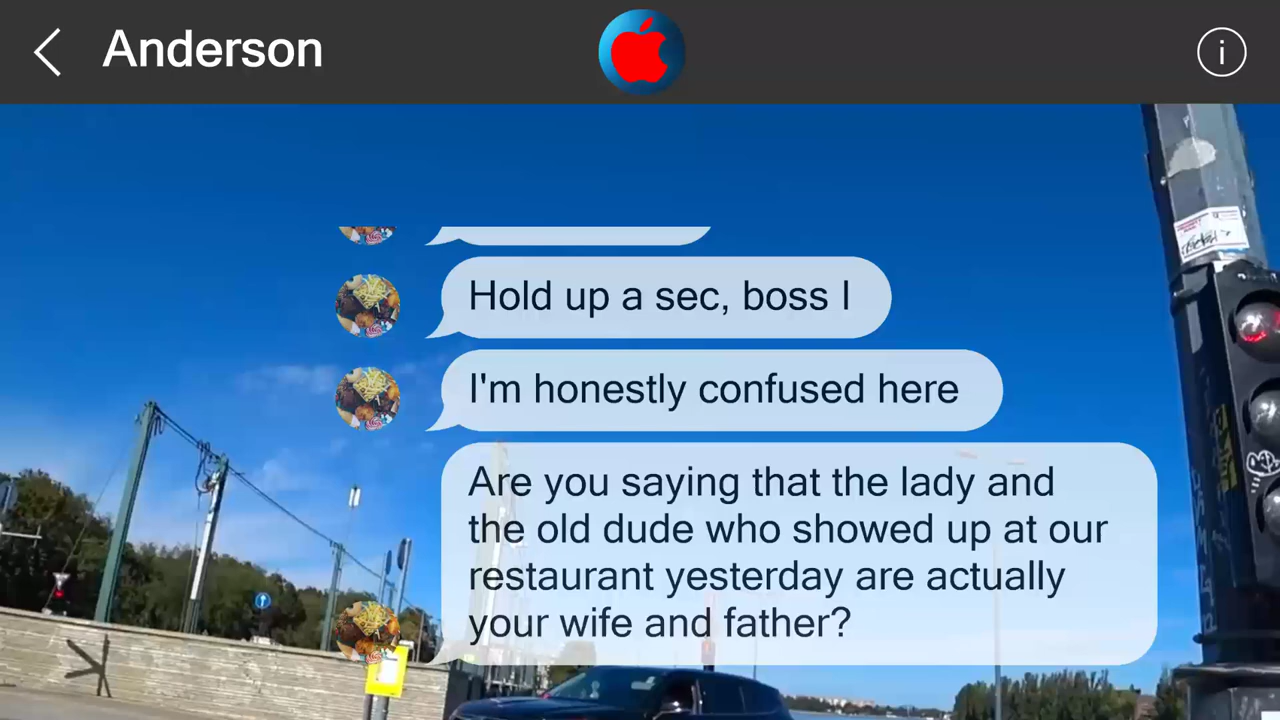 Anderson
Hold up a sec, boss I
I'm honestly confused here
Are you saying that the lady and
the old dude who showed up at our
restaurant yesterday are actually
your wife and father?